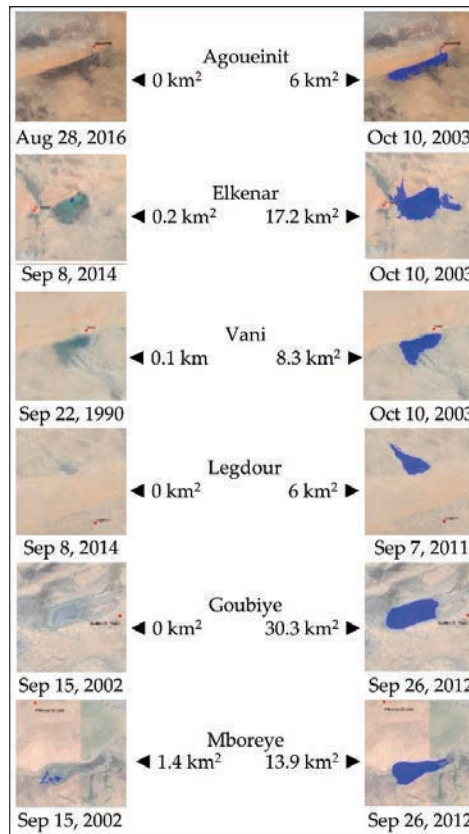 Agoueinit
◄ 0 km² 6 km² ►
Aug 28, 2016 Oct 10, 2003
Elkenar
◄ 0.2 km² 17.2 km² ►
Sep 8, 2014 Oct 10, 2003
Vani
◄ 0.1 km 8.3 km² ►
Sep 22, 1990 Oct 10, 2003
Legdour
◄ 0 km² 6 km² ►
Sep 8, 2014 Sep 7, 2011
Goubiye
◄ 0 km² 30.3 km² ►
Sep 15, 2002 Sep 26, 2012
Mboreye
◄ 1.4 km² 13.9 km² ►
Sep 15, 2002 Sep 26, 2012